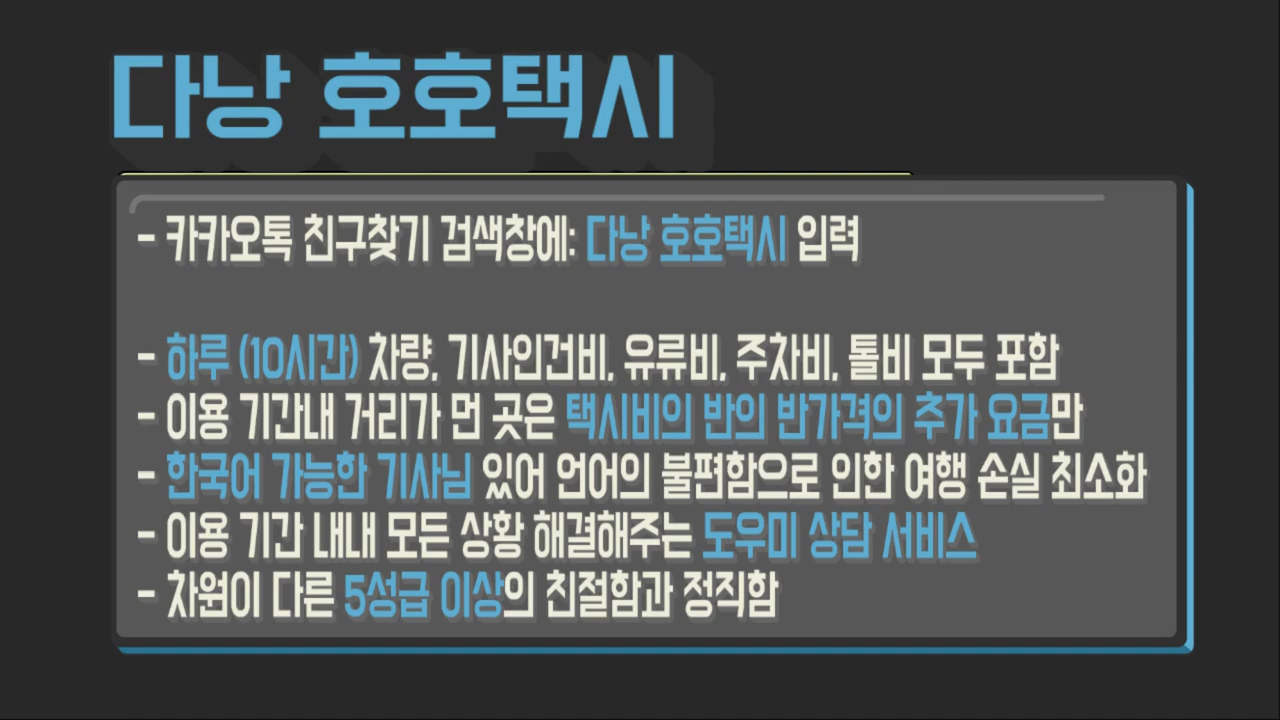 다낭 호호택시
- 카카오톡 친구찾기 검색창에: 다낭 호호택시 입력
- 하루 (10시간) 차량, 기사인건비, 유류비, 주차비, 톨비 모두 포함
- 이용 기간내 거리가 먼 곳은 택시비의 반의 반가격의 추가 요금만
- 한국어 가능한 기사님 있어 언어의 불편함으로 인한 여행 손실 최소화
- 이용 기간 내내 모든 상황 해결해주는 도우미 상담 서비스
- 차원이 다른 5성급 이상의 친절함과 정직함